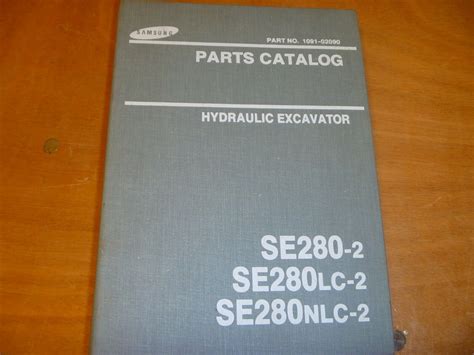 SAMSUNG
PART NO. 1091-02090
PARTS CATALOG
HYDRAULIC EXCAVATOR
SE280-2
SE280LC-2
SE280NLC-2